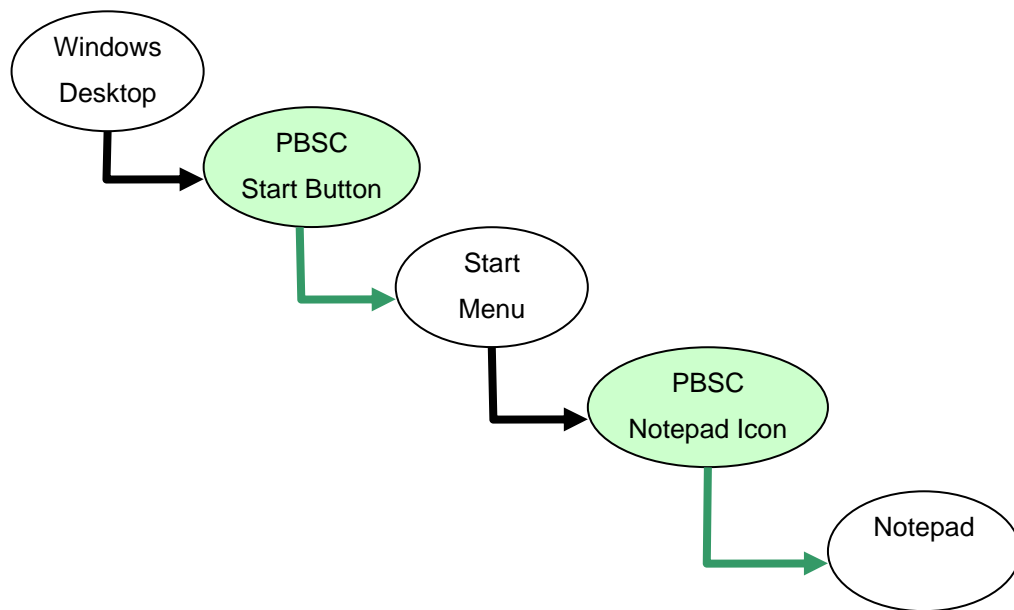 Windows
Desktop
PBSC
Start Button
Start
Menu
PBSC
Notepad Icon
Notepad